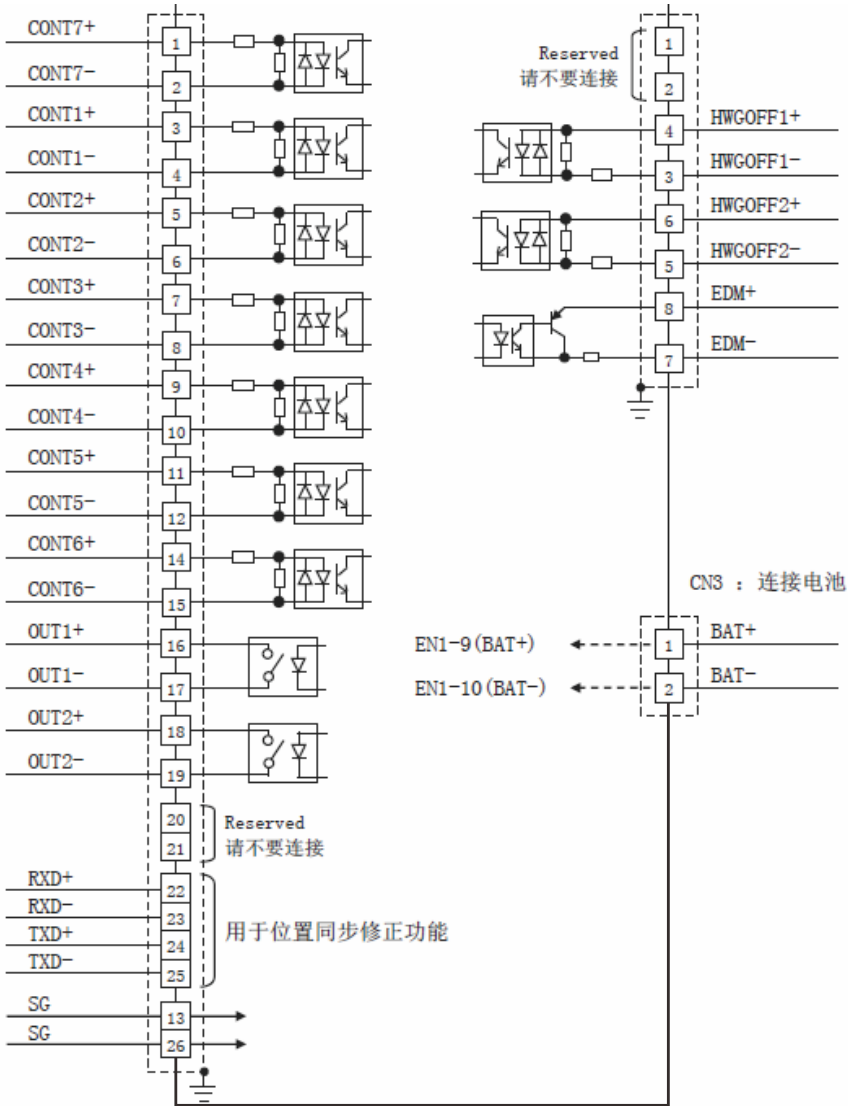 CONT7+
1
CONT7-
2
CONT1+
3
CONT1-
4
CONT2+
5
CONT2-
6
CONT3+
7
CONT3-
8
CONT4+
9
CONT4-
10
CONT5+
11
CONT5-
12
CONT6+
14
CONT6-
15
OUT1+
16
OUT1-
17
OUT2+
18
OUT2-
19
20
21
Reserved
请不要连接
RXD+
22
RXD-
23
TXD+
24
TXD-
25
用于位置同步修正功能
SG
13
SG
26
Reserved
请不要连接
1
2
HWGOFF1+
4
HWGOFF1-
3
HWGOFF2+
6
HWGOFF2-
5
EDM+
8
EDM-
7
CN3 : 连接电池
EN1-9(BAT+)
1
BAT+
EN1-10(BAT-)
2
BAT-